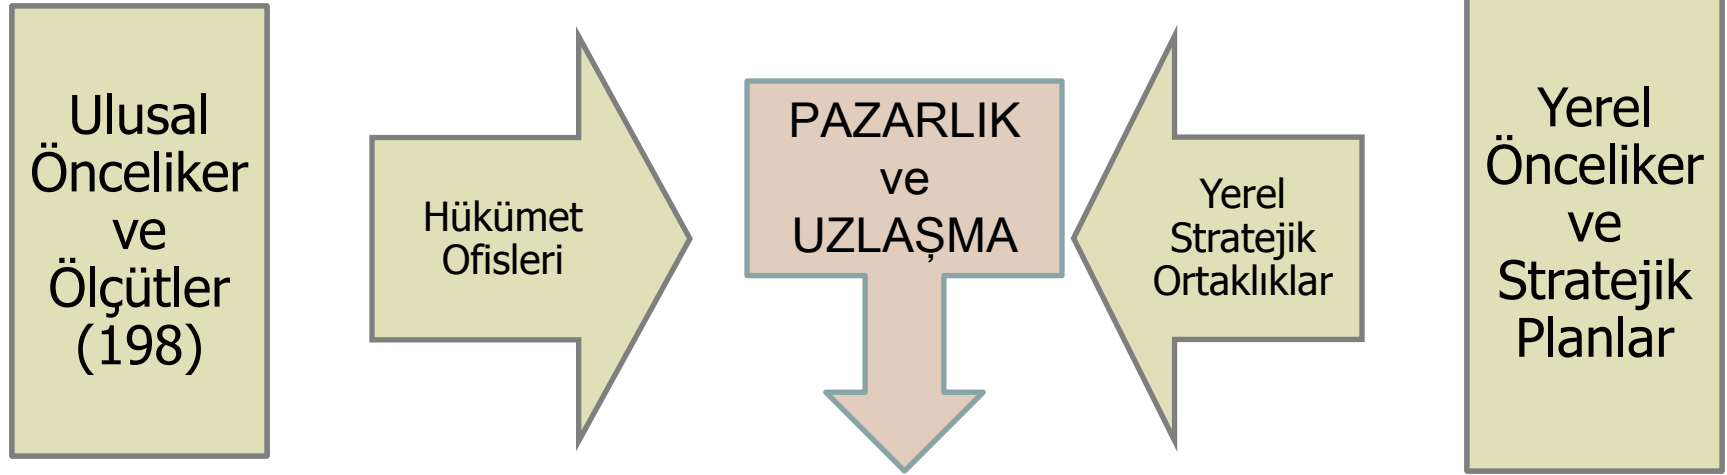 Ulusal
Önceliker
ve
Ölçütler
(198)
Hükümet
Ofisleri
PAZARLIK
ve
UZLAŞMA
Yerel
Stratejik
Ortaklıklar
Yerel
Önceliker
ve
Stratejik
Planlar